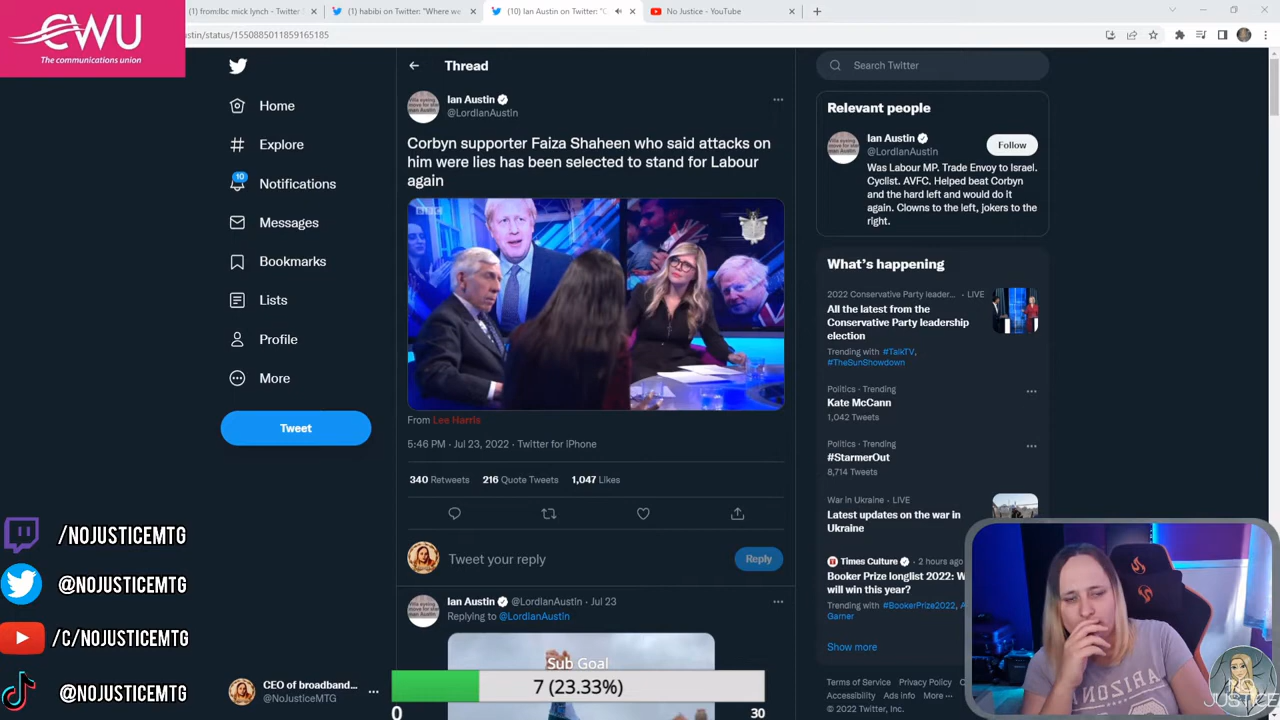 CWU
The communications union
(1) from:lbc mick lynch - Twitter
(1) habibi on Twitter: "Where we
(10) Ian Austin on Twitter: "C
No Justice - YouTube
stin/status/1550885011859165185
Home
Explore
10
Notifications
Messages
Bookmarks
Lists
Profile
More
Tweet
/NOJUSTICEMTG
@NOJUSTICEMTG
/C/NOJUSTICEMTG
@NOJUSTICEMTG
CEO of broadband...
@NoJusticeMTG
Thread
Ian Austin
@LordIanAustin
Corbyn supporter Faiza Shaheen who said attacks on
him were lies has been selected to stand for Labour
again
From Lee Harris
5:46 PM · Jul 23, 2022 · Twitter for iPhone
340 Retweets 216 Quote Tweets 1,047 Likes
Tweet your reply
Reply
Ian Austin @LordIanAustin · Jul 23
Replying to @LordIanAustin
Sub Goal
7 (23.33%)
0
30
Search Twitter
Relevant people
Ian Austin
@LordIanAustin
Follow
Was Labour MP. Trade Envoy to Israel.
Cyclist. AVFC. Helped beat Corbyn
and the hard left and would do it
again. Clowns to the left, jokers to the
right.
What's happening
2022 Conservative Party leader... · LIVE
All the latest from the
Conservative Party leadership
election
Trending with #TalkTV,
#TheSunShowdown
Politics · Trending
Kate McCann
1,042 Tweets
Politics · Trending
#StarmerOut
8,714 Tweets
War in Ukraine · LIVE
Latest updates on the war in
Ukraine
Times Culture · 2 hours ago
Booker Prize longlist 2022: W
will win this year?
Trending with #BookerPrize2022, A
Garner
Show more
Terms of Service Privacy Policy C
Accessibility Ads info More ...
© 2022 Twitter, Inc.
ARIZON
JUSTICE